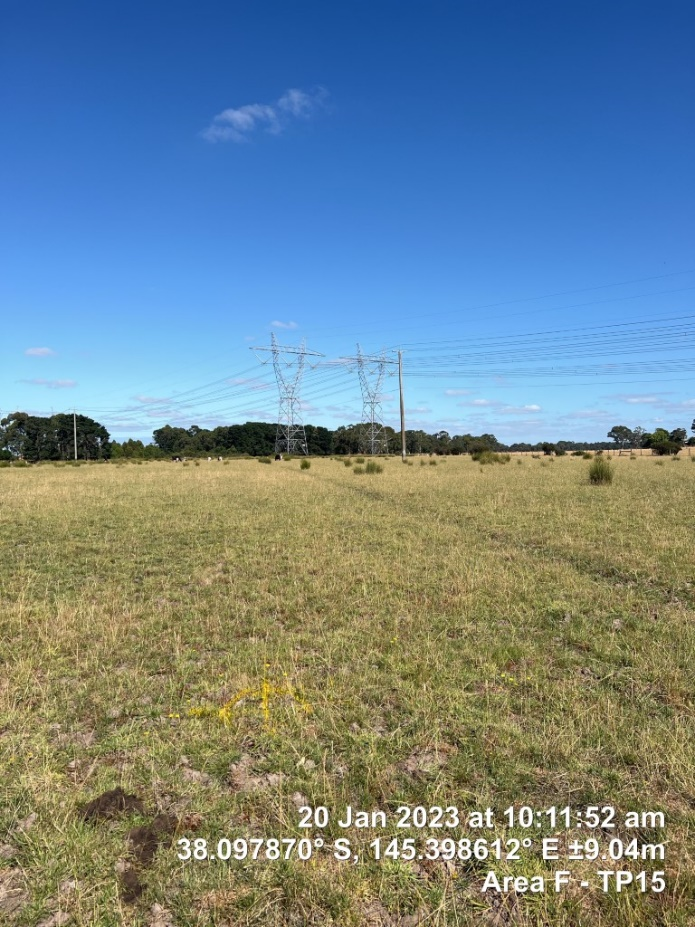 20 Jan 2023 at 10:11:52 am
38.097870° S, 145.398612° E ±9.04m
Area F - TP15